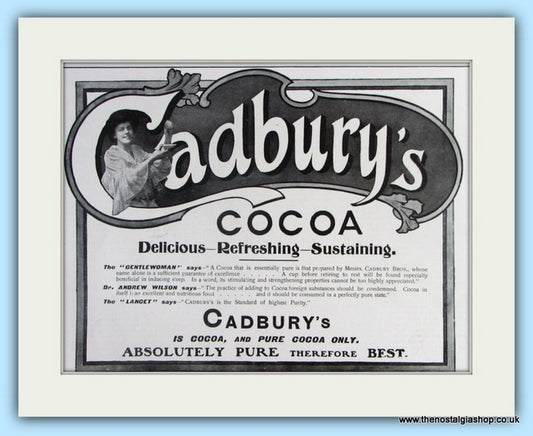 Cadbury's
COCOA
Delicious—Refreshing—Sustaining.
The "GENTLEWOMAN" says—"A Cocoa that is essentially pure is that prepared by Messrs. CADBURY BROS., whose
name alone is a sufficient guarantee of excellence . . . . . . A cup before retiring to rest will be found especially
beneficial in inducing sleep. In a word, its stimulating and strengthening properties cannot be too highly appreciated."
Dr. ANDREW WILSON says—"The practice of adding to Cocoa foreign substances should be condemned. Cocoa in
itself is an excellent and nutritious food . . . . . . and it should be consumed in a perfectly pure state."
The "LANCET" says—"CADBURY'S is the Standard of highest Purity."
CADBURY'S
IS COCOA, AND PURE COCOA ONLY.
ABSOLUTELY PURE THEREFORE BEST.
www.thenostalgiashop.co.uk